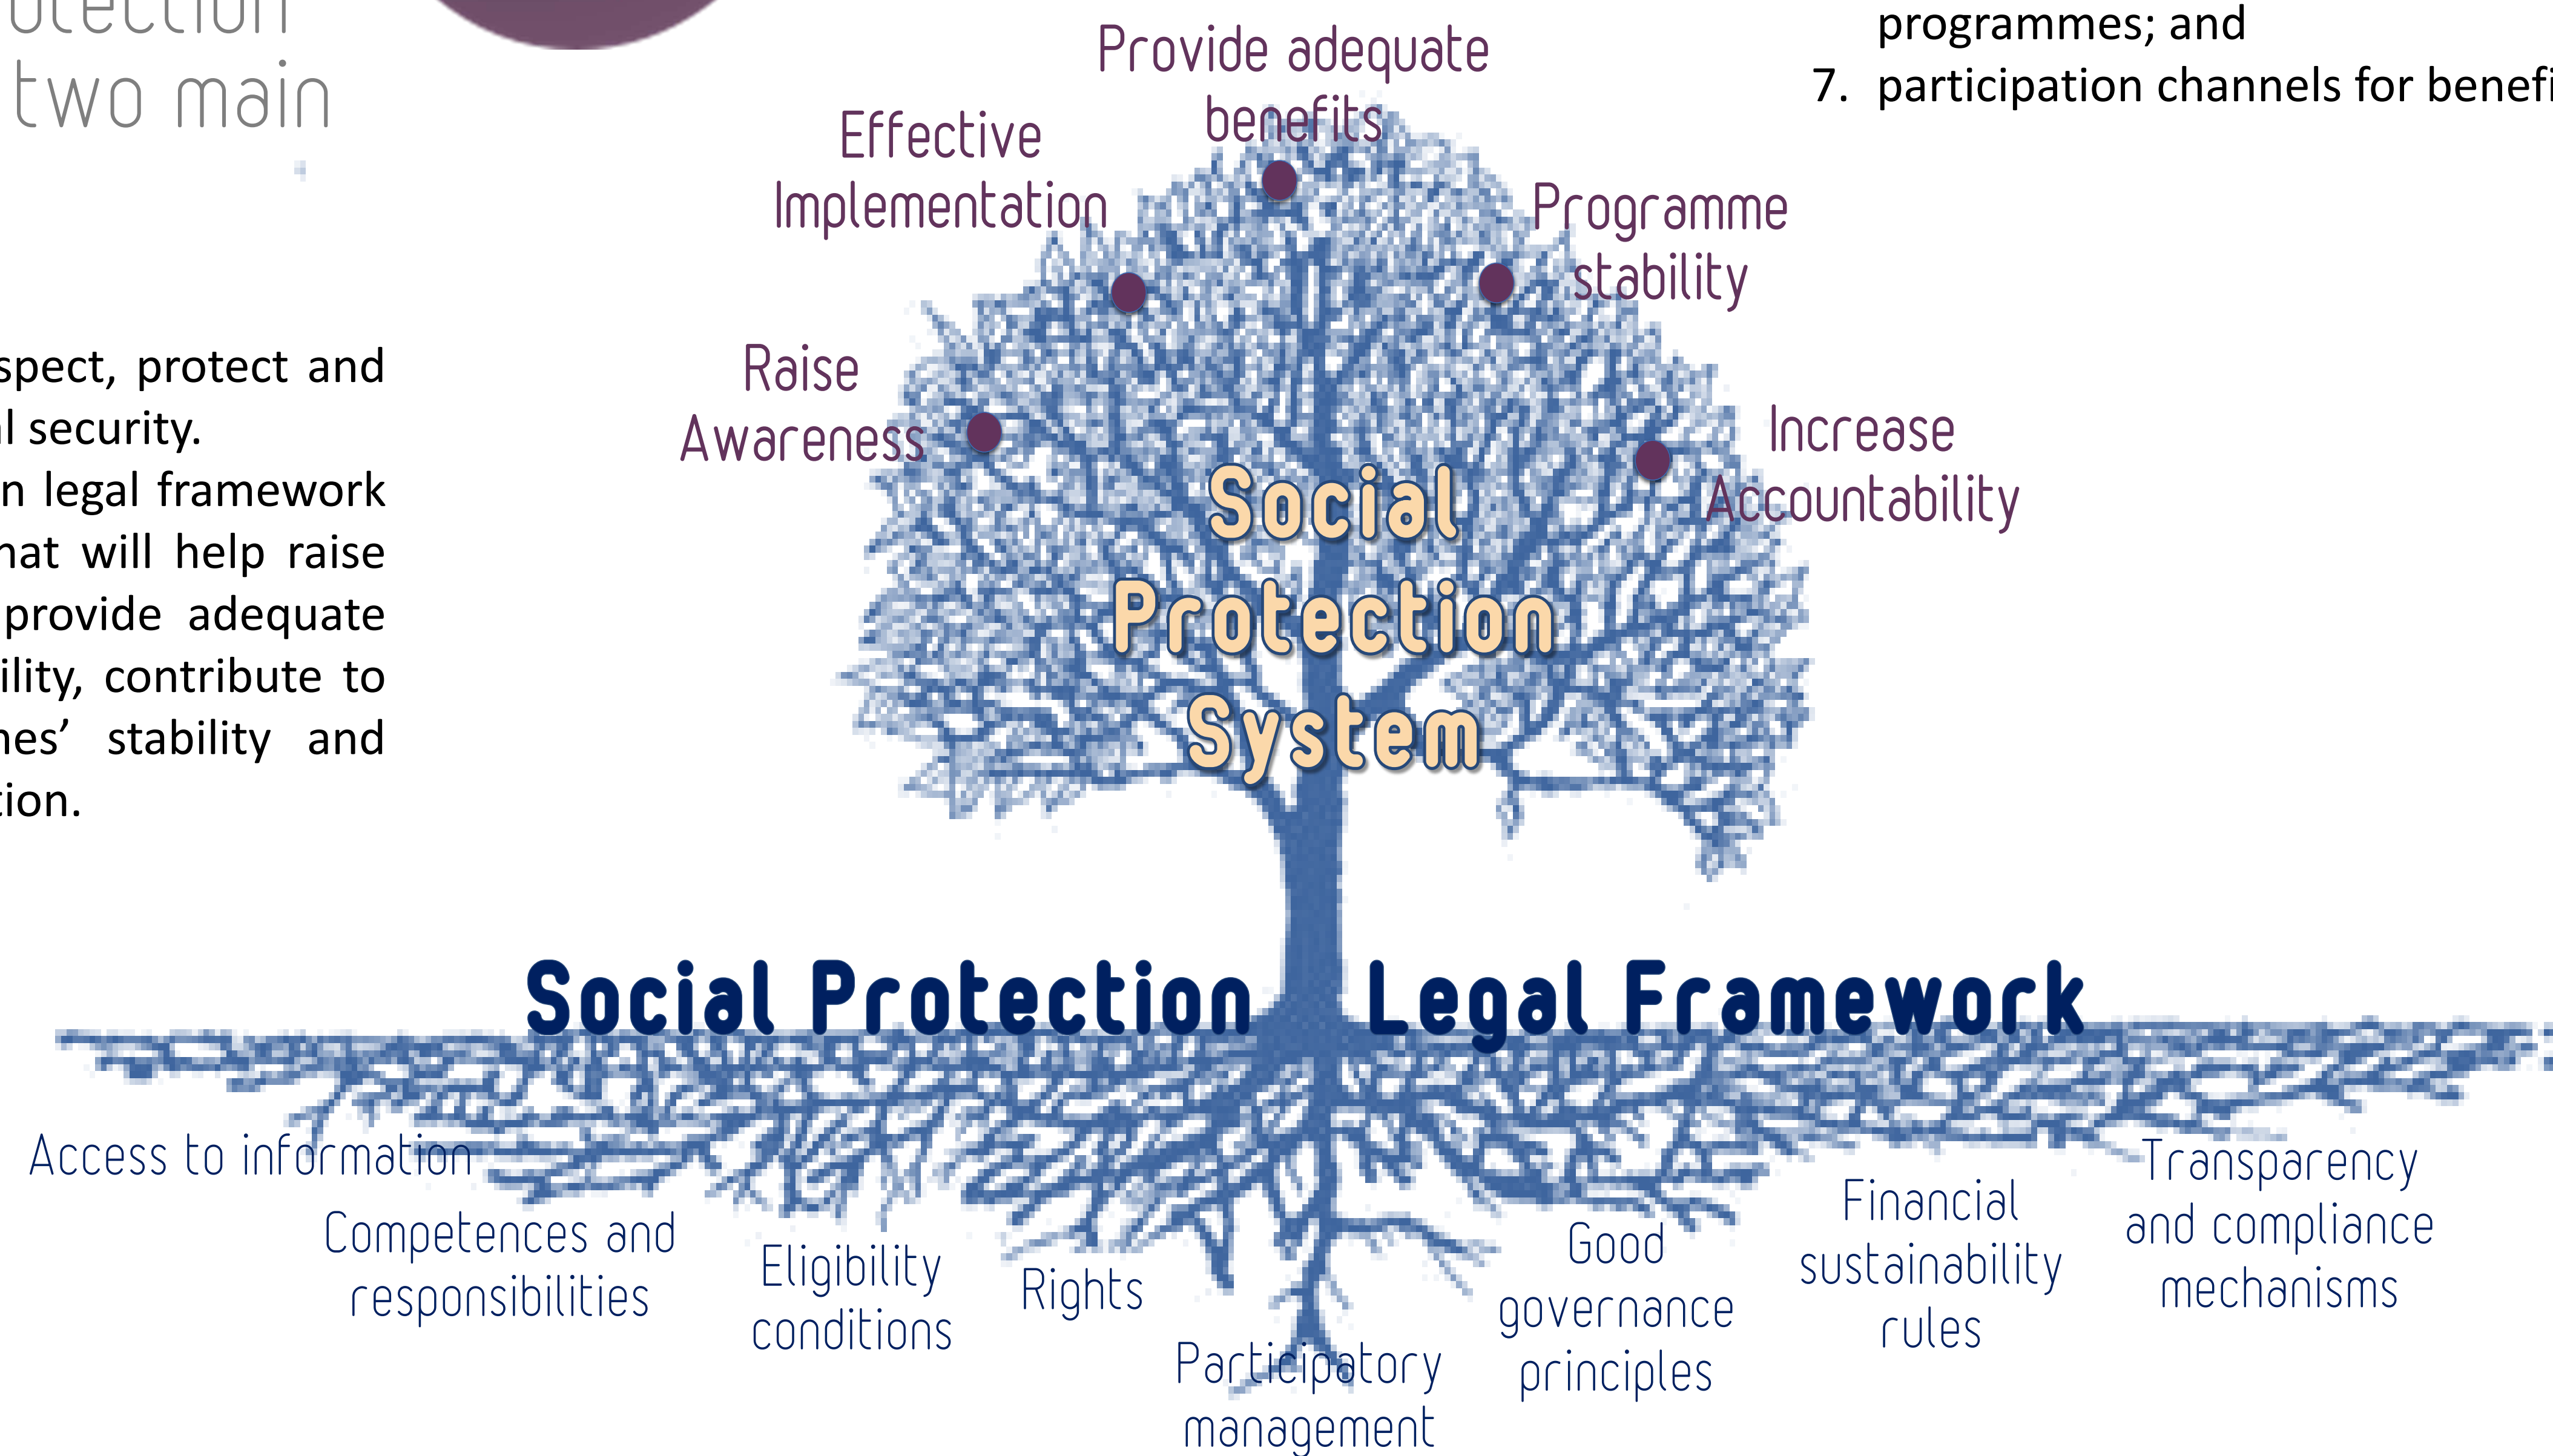 two main
spect, protect and
l security.
n legal framework
hat will help raise
provide adequate
ility, contribute to
nes’ stability and
tion.
programmes; and
7. participation channels for benefi
Provide adequate
benefits
Effective
Implementation
Programme
stability
Raise
Awareness
Increase
Accountability
Social
Protection
System
Social Protection Legal Framework
Access to information
Competences and
responsibilities
Eligibility
conditions
Rights
Participatory
management
Good
governance
principles
Financial
sustainability
rules
Transparency
and compliance
mechanisms